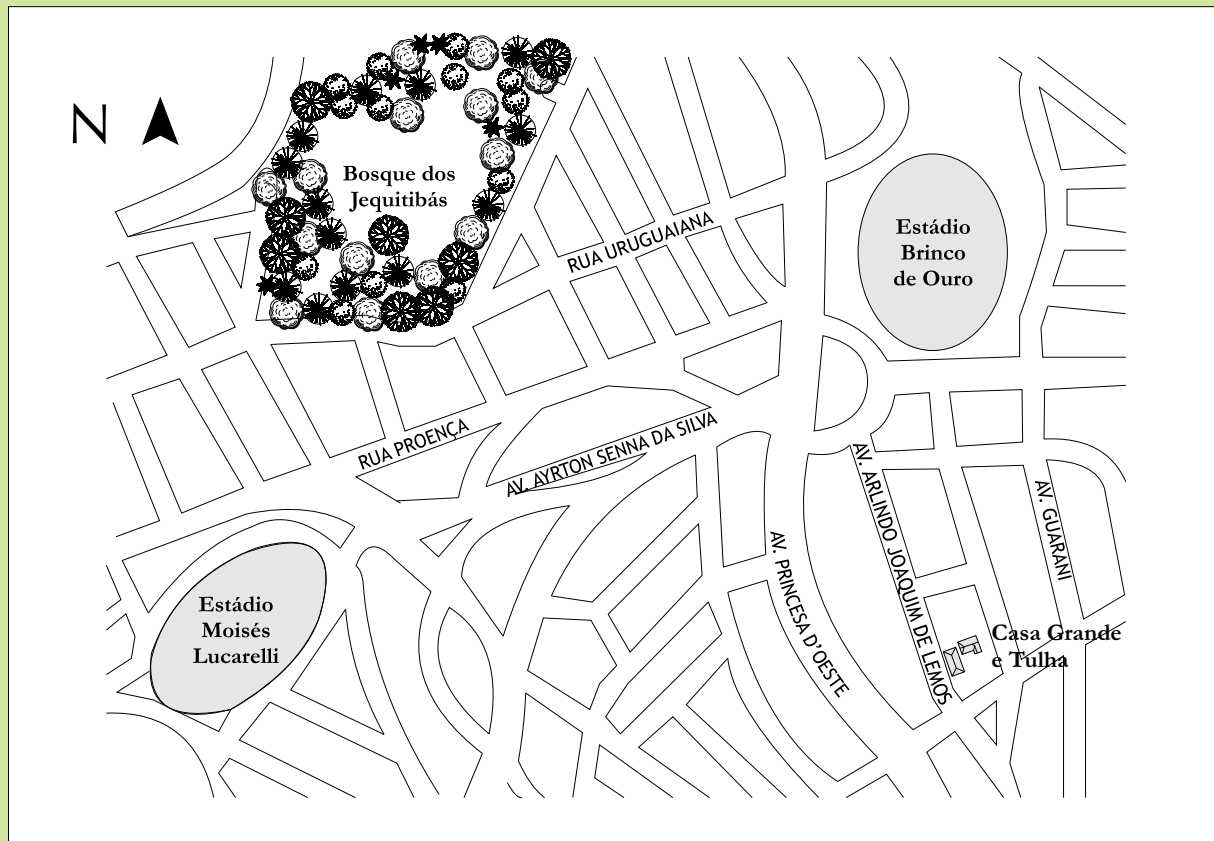 N
Bosque dos
Jequitibás
RUA URUGUAIANA
Estádio
Brinco
de Ouro
RUA PROENÇA
AV. AYRTON SENNA DA SILVA
AV. ARLINDO JOAQUIM DE LEMOS
AV. GUARANI
AV. PRINCESA D'OESTE
Estádio
Moisés
Lucarelli
Casa Grande
e Tulha